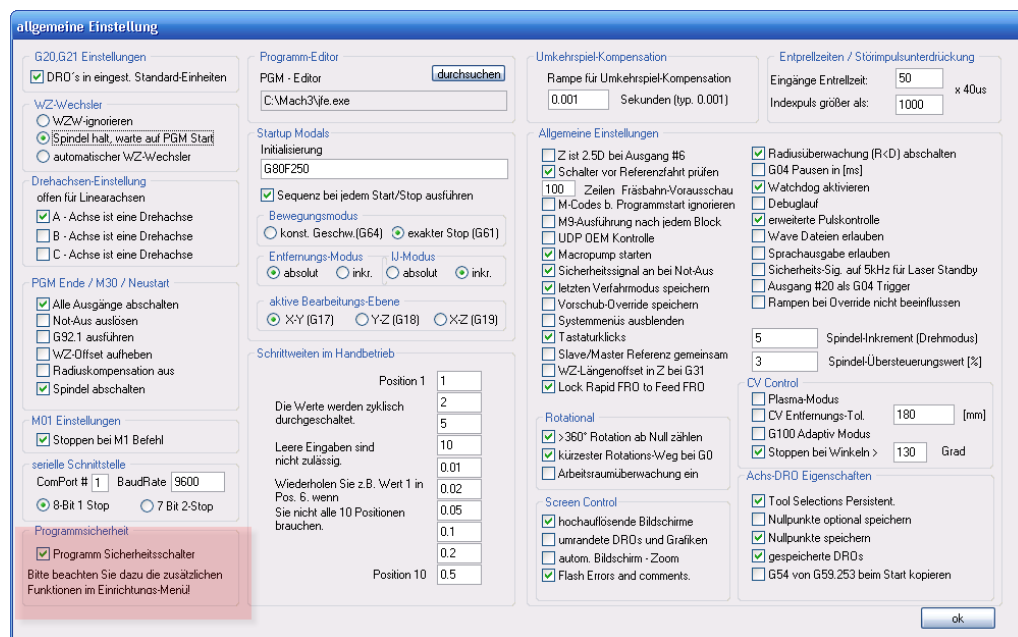 allgemeine Einstellung
G20,G21 Einstellungen
DRO´s in eingest. Standard-Einheiten
WZ-Wechsler
WZW-ignorieren
Spindel halt, warte auf PGM Start
automatischer WZ-Wechsler
Drehachsen-Einstellung
offen für Linearachsen
A - Achse ist eine Drehachse
B - Achse ist eine Drehachse
C - Achse ist eine Drehachse
PGM Ende / M30 / Neustart
Alle Ausgänge abschalten
Not-Aus auslösen
G92.1 ausführen
WZ-Offset aufheben
Radiuskompensation aus
Spindel abschalten
M01 Einstellungen
Stoppen bei M1 Befehl
serielle Schnittstelle
ComPort # 1 BaudRate 9600
8-Bit 1 Stop 7 Bit 2-Stop
Programmsicherheit
Programm Sicherheitsschalter
Bitte beachten Sie dazu die zusätzlichen
Funktionen im Einrichtungs-Menü!
Programm-Editor
PGM - Editor durchsuchen
C:\Mach3\jfe.exe
Startup Modals
Initialisierung
G80F250
Sequenz bei jedem Start/Stop ausführen
Bewegungsmodus
konst. Geschw.(G64) exakter Stop (G61)
Entfernungs-Modus IJ-Modus
absolut inkr. absolut inkr.
aktive Bearbeitungs-Ebene
X-Y (G17) Y-Z (G18) X-Z (G19)
Schrittweiten im Handbetrieb
Position 1 1
2
Die Werte werden zyklisch
durchgeschaltet. 5
10
Leere Eingaben sind
nicht zulässig. 0.01
Wiederholen Sie z.B. Wert 1 in 0.02
Pos. 6. wenn
Sie nicht alle 10 Positionen 0.05
brauchen. 0.1
0.2
Position 10 0.5
Umkehrspiel-Kompensation
Rampe für Umkehrspiel-Kompensation
0.001 Sekunden (typ. 0.001)
Entprellzeiten / Störimpulsunterdrückung
Eingänge Entrellzeit: 50
x 40us
Indexpuls größer als: 1000
Allgemeine Einstellungen
Z ist 2.5D bei Ausgang #6
Schalter vor Referenzfahrt prüfen
100 Zeilen Fräsbahn-Vorausschau
M-Codes b. Programmstart ignorieren
M9-Ausführung nach jedem Block
UDP OEM Kontrolle
Macropump starten
Sicherheitssignal an bei Not-Aus
letzten Verfahrmodus speichern
Vorschub-Override speichern
Systemmenüs ausblenden
Tastaturklicks
Slave/Master Referenz gemeinsam
WZ-Längenoffset in Z bei G31
Lock Rapid FRO to Feed FRO
Radiusüberwachung (R<D) abschalten
G04 Pausen in [ms]
Watchdog aktivieren
Debuglauf
erweiterte Pulskontrolle
Wave Dateien erlauben
Sprachausgabe erlauben
Sicherheits-Sig. auf 5kHz für Laser Standby
Ausgang #20 als G04 Trigger
Rampen bei Override nicht beeinflussen
5 Spindel-Inkrement (Drehmodus)
3 Spindel-Übersteuerungswert [%]
Rotational
>360° Rotation ab Null zählen
kürzester Rotations-Weg bei G0
Arbeitsraumüberwachung ein
Screen Control
hochauflösende Bildschirme
umrandete DROs und Grafiken
autom. Bildschirm - Zoom
Flash Errors and comments.
CV Control
Plasma-Modus
CV Entfernungs-Tol. 180 [mm]
G100 Adaptiv Modus
Stoppen bei Winkeln > 130 Grad
Achs-DRO Eigenschaften
Tool Selections Persistent.
Nullpunkte optional speichern
Nullpunkte speichern
gespeicherte DROs
G54 von G59.253 beim Start kopieren
ok